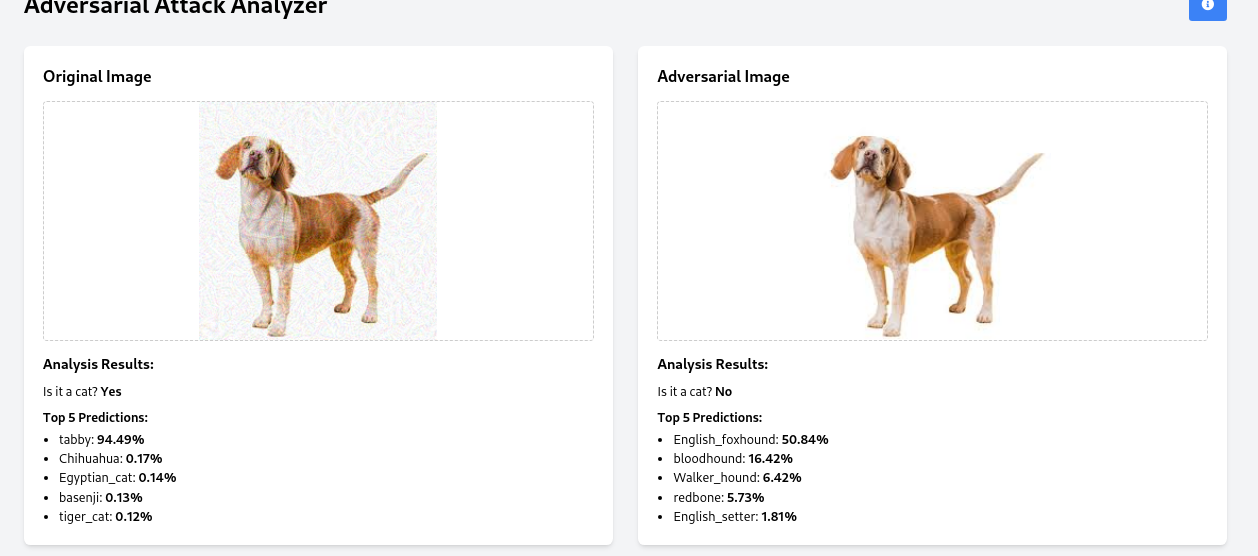 Adversarial Attack Analyzer
Original Image
Analysis Results:
Is it a cat? Yes
Top 5 Predictions:
tabby: 94.49%
Chihuahua: 0.17%
Egyptian_cat: 0.14%
basenji: 0.13%
tiger_cat: 0.12%
Adversarial Image
Analysis Results:
Is it a cat? No
Top 5 Predictions:
English_foxhound: 50.84%
bloodhound: 16.42%
Walker_hound: 6.42%
redbone: 5.73%
English_setter: 1.81%